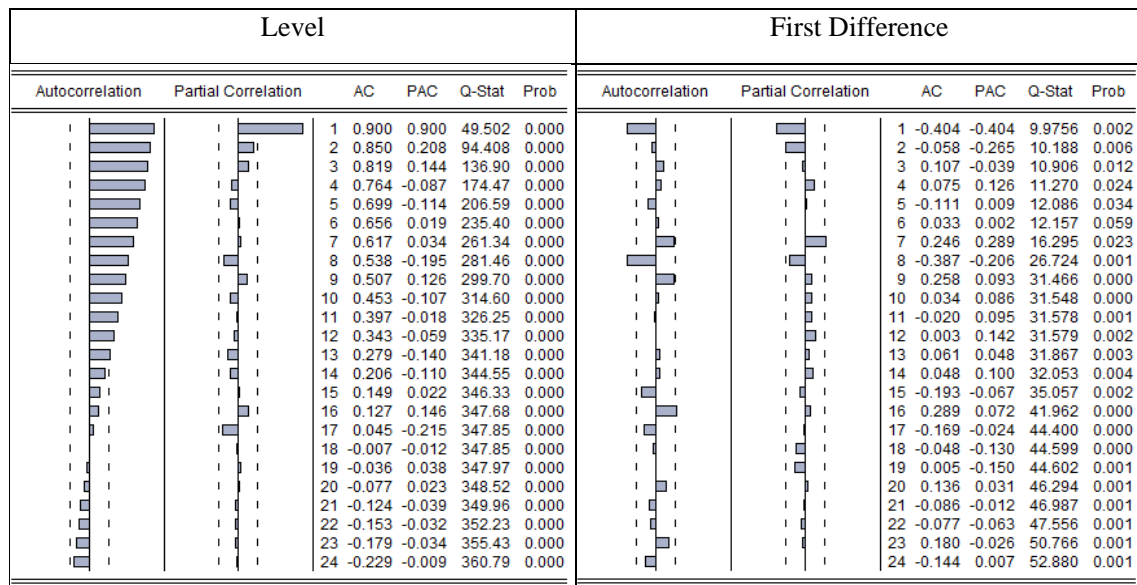 Level
First Difference
Autocorrelation Partial Correlation AC PAC Q-Stat Prob
1 0.900 0.900 49.502 0.000
2 0.850 0.208 94.408 0.000
3 0.819 0.144 136.90 0.000
4 0.764 -0.087 174.47 0.000
5 0.699 -0.114 206.59 0.000
6 0.656 0.019 235.40 0.000
7 0.617 0.034 261.34 0.000
8 0.538 -0.195 281.46 0.000
9 0.507 0.126 299.70 0.000
10 0.453 -0.107 314.60 0.000
11 0.397 -0.018 326.25 0.000
12 0.343 -0.059 335.17 0.000
13 0.279 -0.140 341.18 0.000
14 0.206 -0.110 344.55 0.000
15 0.149 0.022 346.33 0.000
16 0.127 0.146 347.68 0.000
17 0.045 -0.215 347.85 0.000
18 -0.007 -0.012 347.85 0.000
19 -0.036 0.038 347.97 0.000
20 -0.077 0.023 348.52 0.000
21 -0.124 -0.039 349.96 0.000
22 -0.153 -0.032 352.23 0.000
23 -0.179 -0.034 355.43 0.000
24 -0.229 -0.009 360.79 0.000
Autocorrelation Partial Correlation AC PAC Q-Stat Prob
1 -0.404 -0.404 9.9756 0.002
2 -0.058 -0.265 10.188 0.006
3 0.107 -0.039 10.906 0.012
4 0.075 0.126 11.270 0.024
5 -0.111 0.009 12.086 0.034
6 0.033 0.002 12.157 0.059
7 0.246 0.289 16.295 0.023
8 -0.387 -0.206 26.724 0.001
9 0.258 0.093 31.466 0.000
10 0.034 0.086 31.548 0.000
11 -0.020 0.095 31.578 0.001
12 0.003 0.142 31.579 0.002
13 0.061 0.048 31.867 0.003
14 0.048 0.100 32.053 0.004
15 -0.193 -0.067 35.057 0.002
16 0.289 0.072 41.962 0.000
17 -0.169 -0.024 44.400 0.000
18 -0.048 -0.130 44.599 0.000
19 0.005 -0.150 44.602 0.001
20 0.136 0.031 46.294 0.001
21 -0.086 -0.012 46.987 0.001
22 -0.077 -0.063 47.556 0.001
23 0.180 -0.026 50.766 0.001
24 -0.144 0.007 52.880 0.001